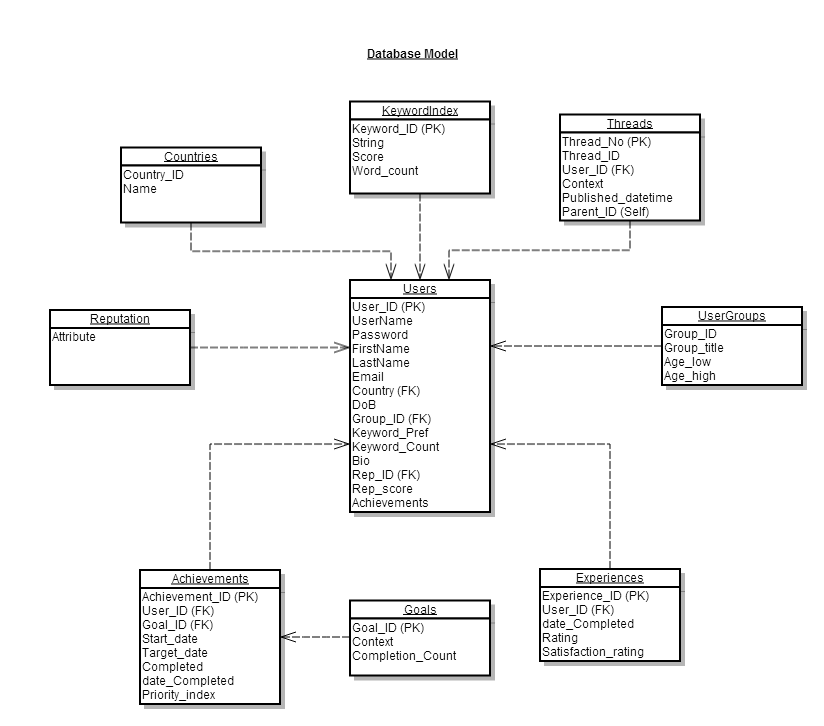 Database Model
KeywordIndex
Keyword_ID (PK)
String
Score
Word_count
Threads
Thread_No (PK)
Thread_ID
User_ID (FK)
Context
Published_datetime
Parent_ID (Self)
Countries
Country_ID
Name
Users
User_ID (PK)
UserName
Password
FirstName
LastName
Email
Country (FK)
DoB
Group_ID (FK)
Keyword_Pref
Keyword_Count
Bio
Rep_ID (FK)
Rep_score
Achievements
Reputation
Attribute
UserGroups
Group_ID
Group_title
Age_low
Age_high
Achievements
Achievement_ID (PK)
User_ID (FK)
Goal_ID (FK)
Start_date
Target_date
Completed
date_Completed
Priority_index
Goals
Goal_ID (PK)
Context
Completion_Count
Experiences
Experience_ID (PK)
User_ID (FK)
date_Completed
Rating
Satisfaction_rating